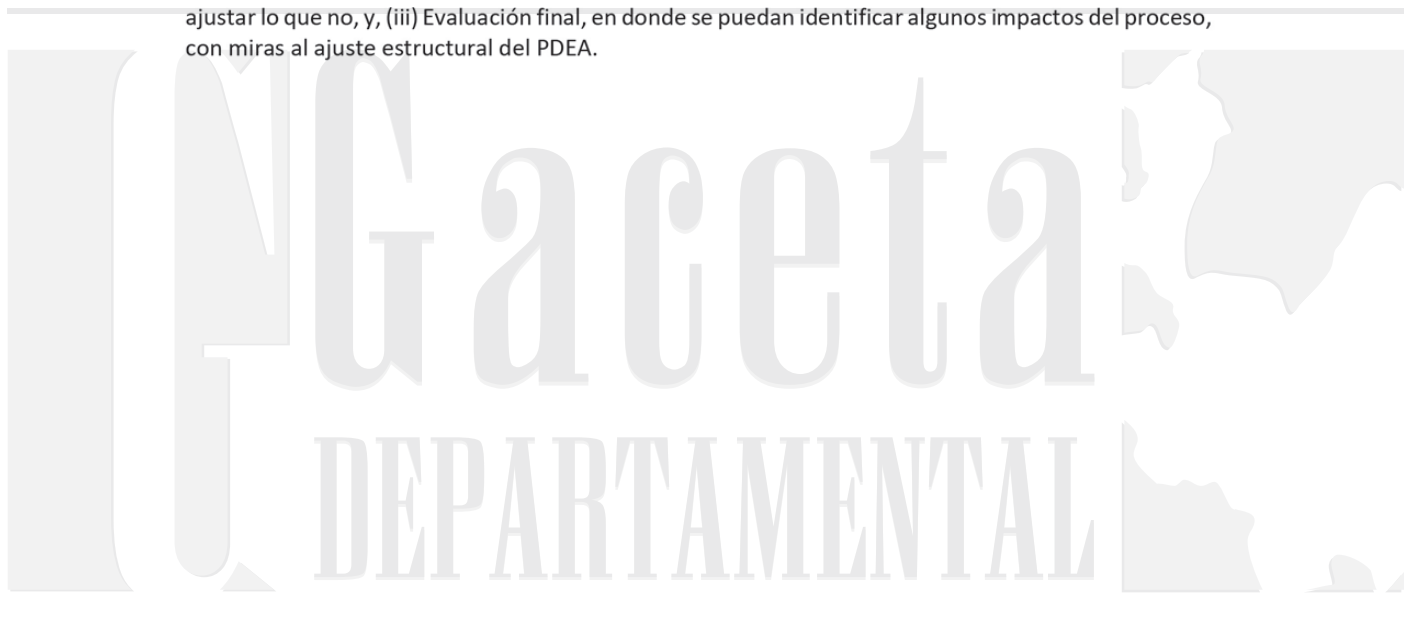 ajustar lo que no, y, (iii) Evaluación final, en donde se puedan identificar algunos impactos del proceso,
con miras al ajuste estructural del PDEA.
Gaceta
DEPARTAMENTAL